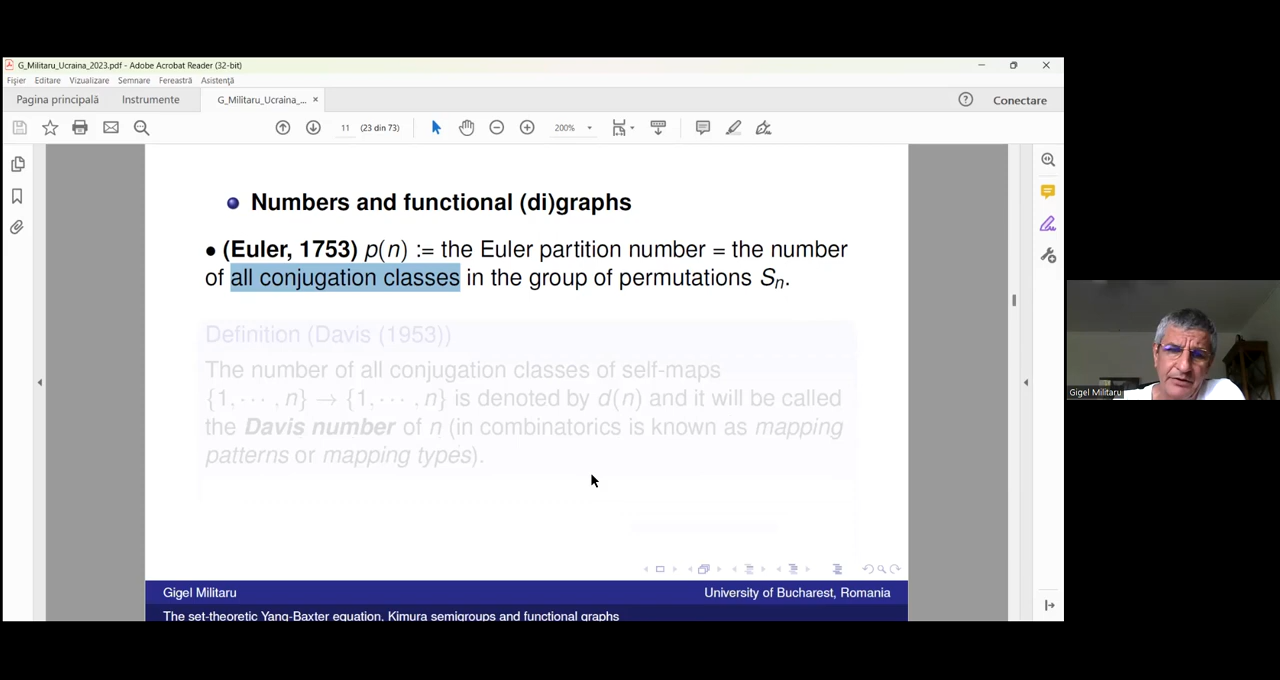 G_Militaru_Ucraina_2023.pdf - Adobe Acrobat Reader (32-bit)
Fișier Editare Vizualizare Semnare Fereastră Asistență
Pagina principală Instrumente G_Militaru_Ucraina_... × Conectare
11 (23 din 73) 200%
Numbers and functional (di)graphs
• (Euler, 1753) p(n) := the Euler partition number = the number
of all conjugation classes in the group of permutations Sₙ.
Definition (Davis (1953))
The number of all conjugation classes of self-maps
{1, ⋯ , n} → {1, ⋯ , n} is denoted by d(n) and it will be called
the Davis number of n (in combinatorics is known as mapping
patterns or mapping types).
Gigel Militaru University of Bucharest, Romania
The set-theoretic Yang-Baxter equation, Kimura semigroups and functional graphs
Gigel Militaru